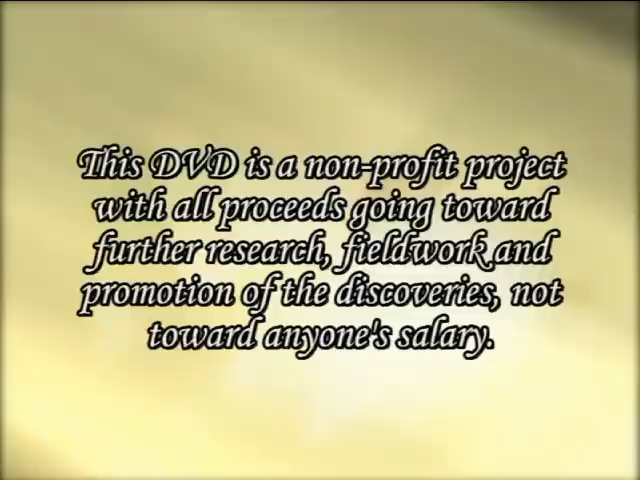 This DVD is a non-profit project
with all proceeds going toward
further research, fieldwork and
promotion of the discoveries, not
toward anyone's salary.